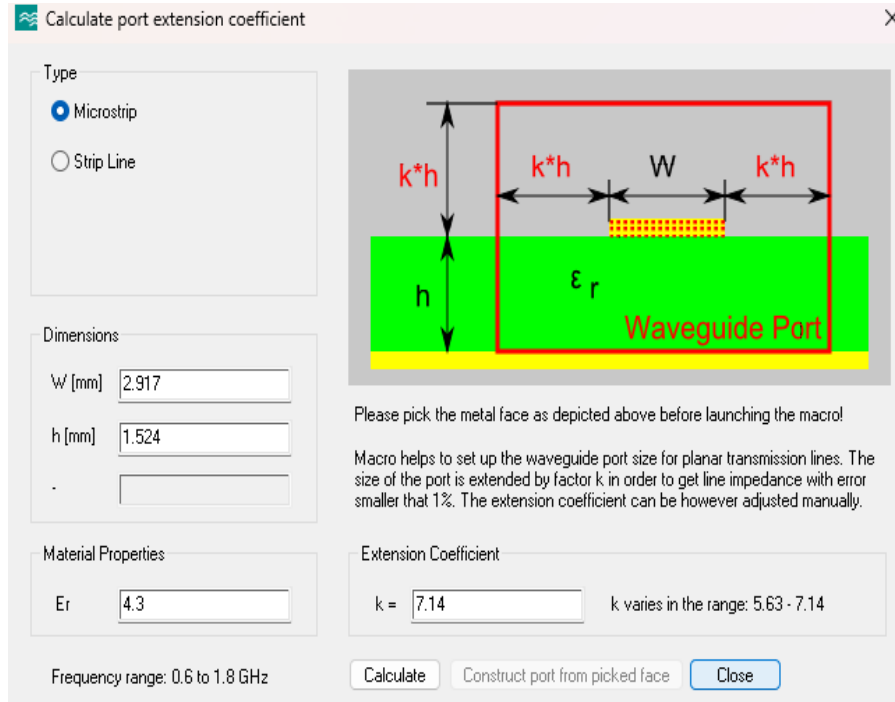 Calculate port extension coefficient
Type
Microstrip
Strip Line
k*h
k*h
W
k*h
h
ε r
Waveguide Port
Dimensions
W [mm] 2.917
h [mm] 1.524
-
Please pick the metal face as depicted above before launching the macro!
Macro helps to set up the waveguide port size for planar transmission lines. The
size of the port is extended by factor k in order to get line impedance with error
smaller that 1%. The extension coefficient can be however adjusted manually.
Material Properties
Er 4.3
Extension Coefficient
k = 7.14 k varies in the range: 5.63 - 7.14
Frequency range: 0.6 to 1.8 GHz
Calculate
Construct port from picked face
Close